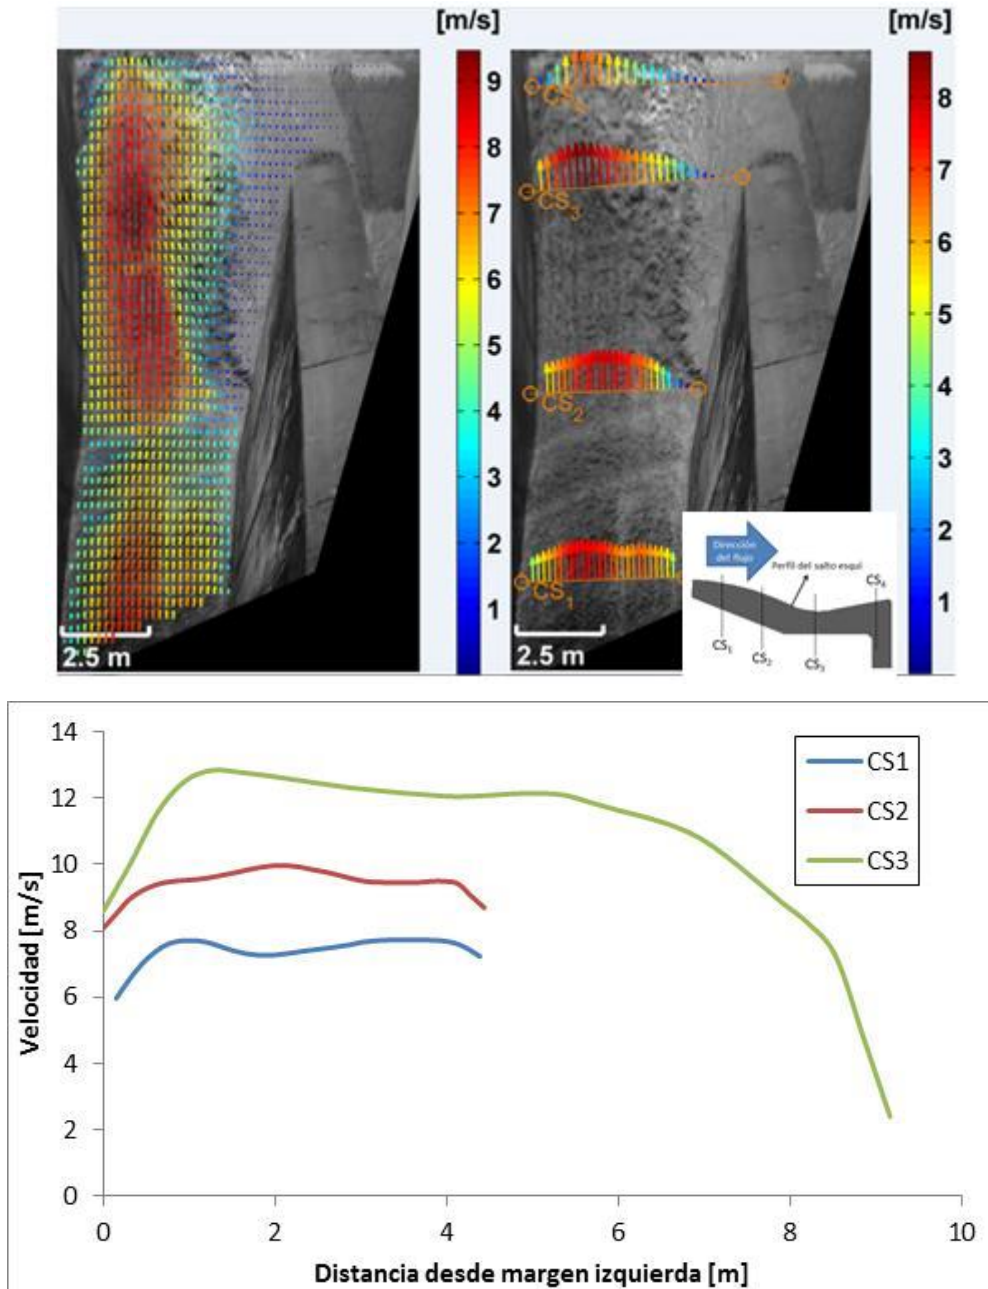 [m/s]
[m/s]
9
8
7
6
5
4
3
2
1
2.5 m
CS4
CS3
CS2
CS1
2.5 m
8
7
6
5
4
3
2
1
Dirección
del flujo
Perfil del salto esquí
CS4
CS1
CS2
CS3
14
12
10
8
6
4
2
0
Velocidad [m/s]
CS1
CS2
CS3
0 2 4 6 8 10
Distancia desde margen izquierda [m]